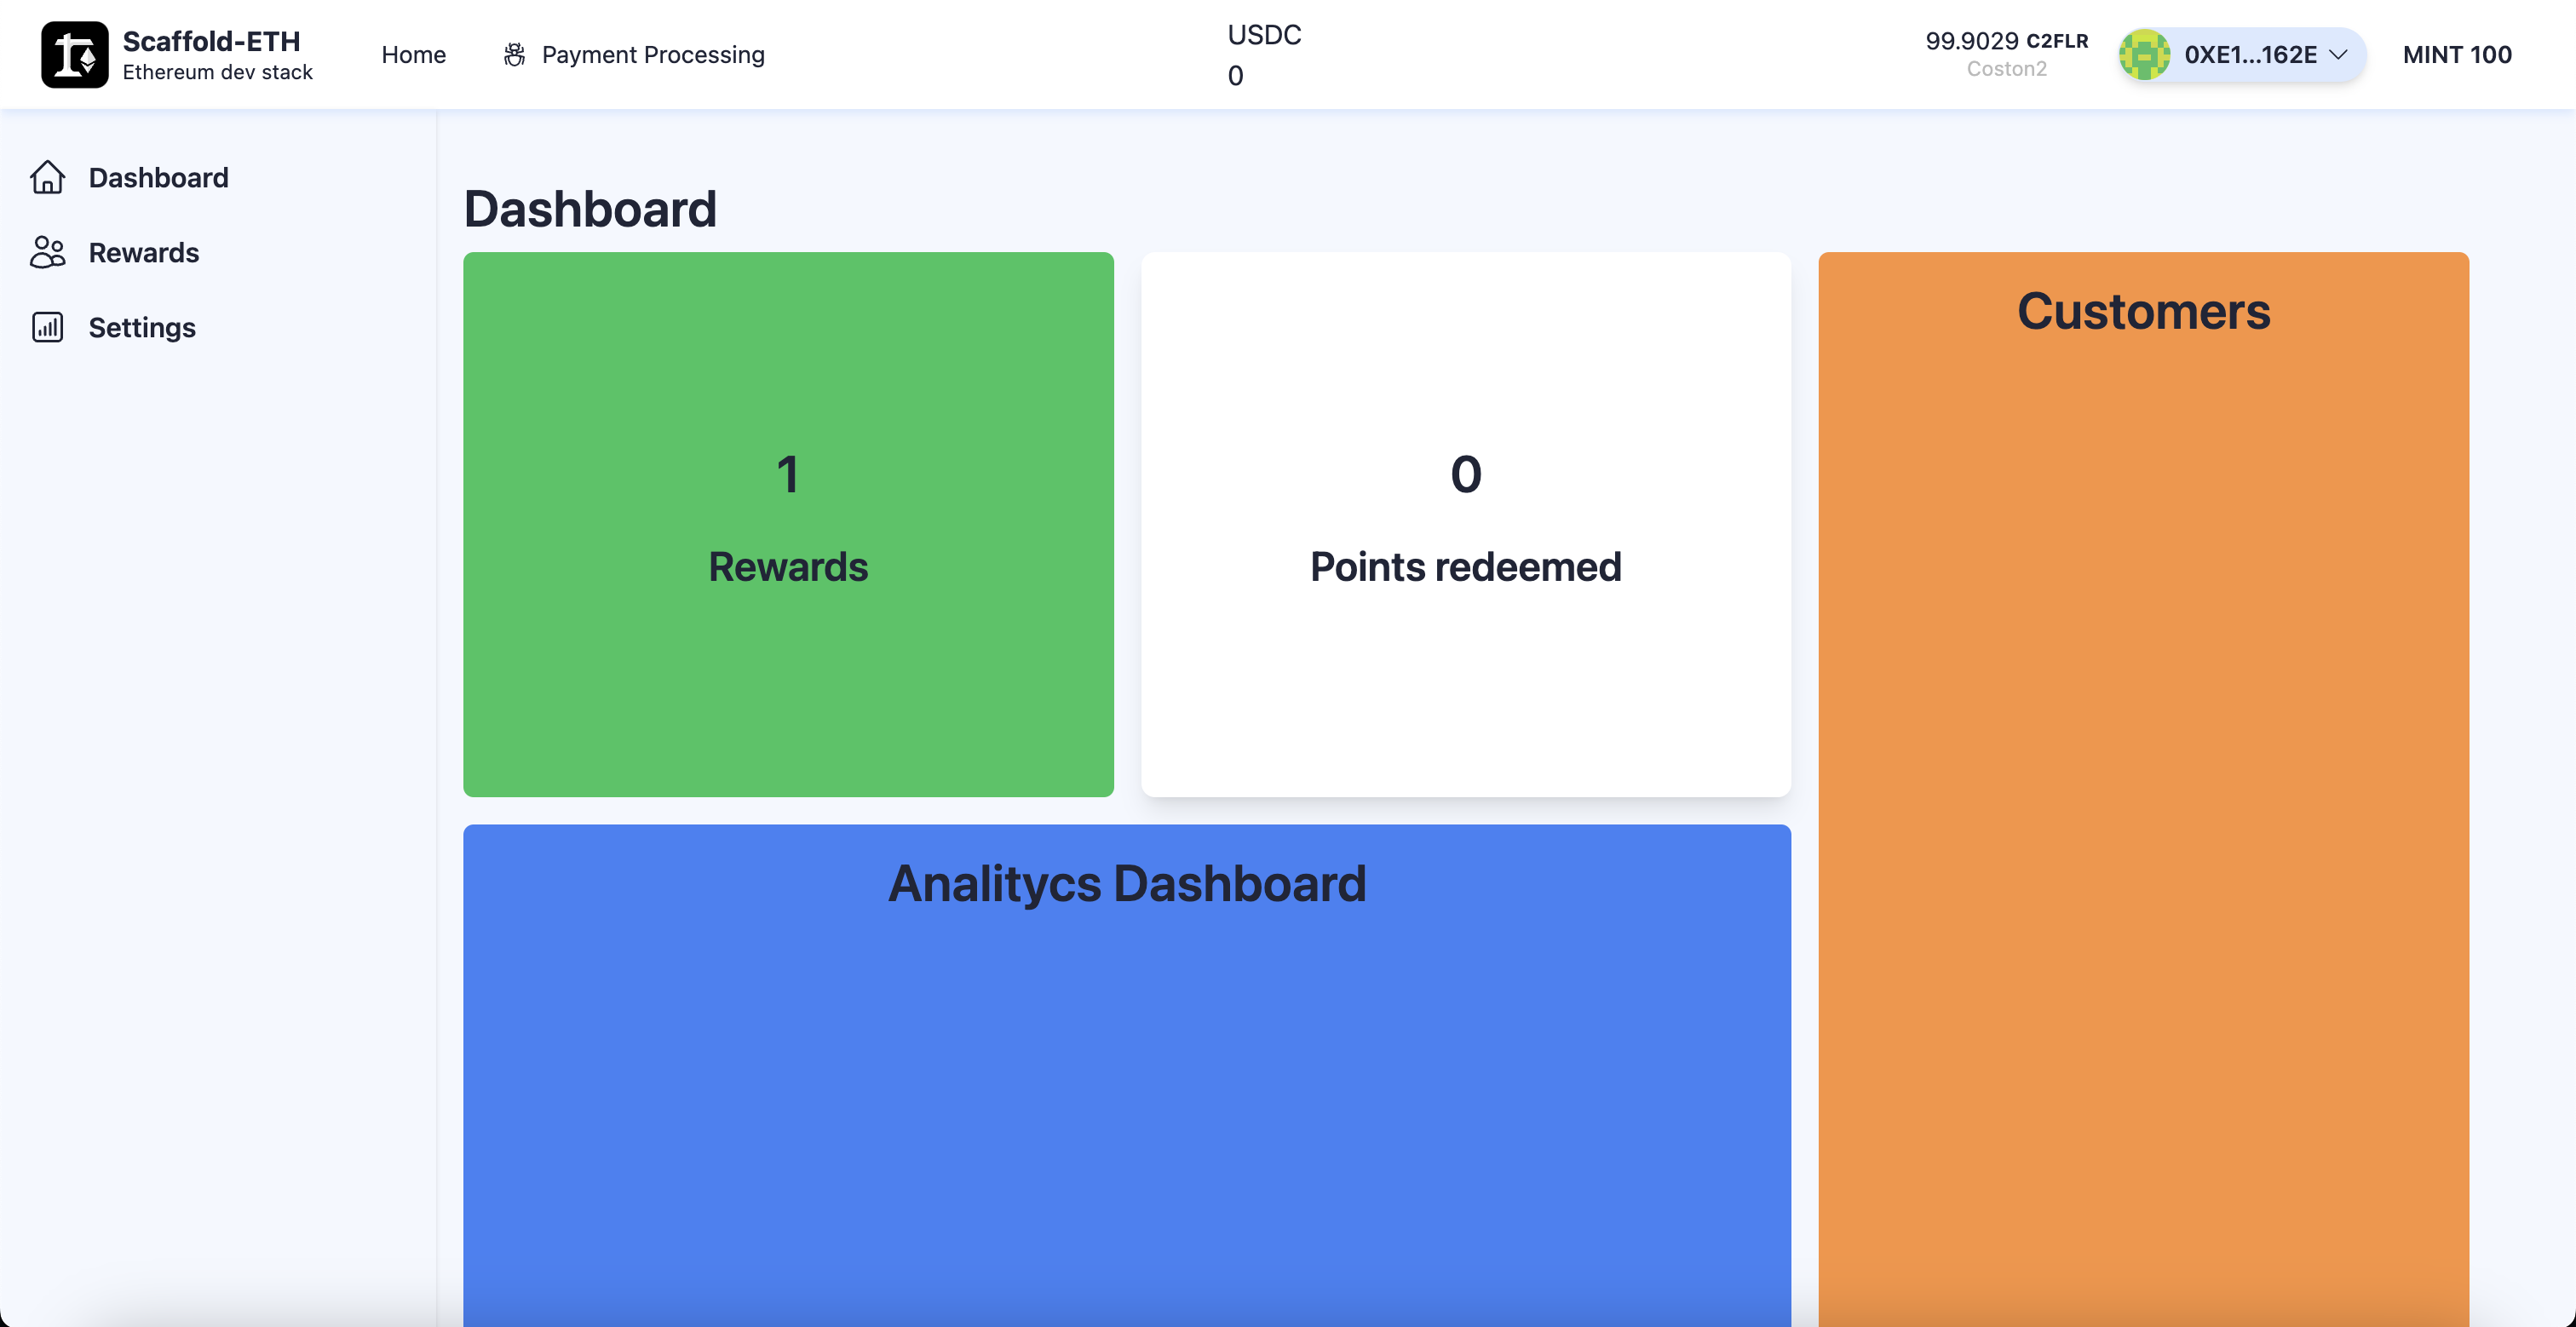 Scaffold-ETH
Ethereum dev stack
Home
Payment Processing
USDC
0
99.9029 C2FLR
Coston2
0XE1...162E
MINT 100
Dashboard
Rewards
Settings
Dashboard
1
Rewards
0
Points redeemed
Customers
Analitycs Dashboard